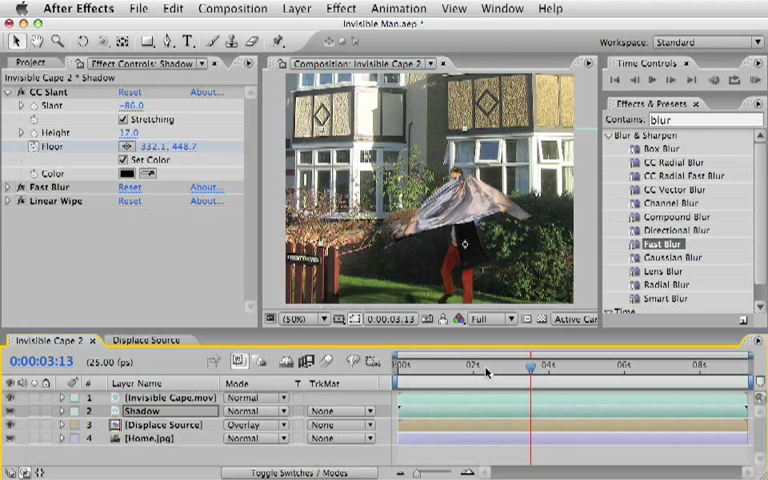 After Effects File Edit Composition Layer Effect Animation View Window Help
Invisible Man.aep *
Workspace: Standard
Project Effect Controls: Shadow
Composition: Invisible Cape 2
Time Controls
Invisible Cape 2 * Shadow
CC Slant Reset About...
Slant -86.0
Stretching
Height 17.0
Floor 332.1, 448.7
Set Color
Color
Fast Blur Reset About...
Linear Wipe Reset About...
Effects & Presets
Contains: blur
Blur & Sharpen
Box Blur
CC Radial Blur
CC Radial Fast Blur
CC Vector Blur
Channel Blur
Compound Blur
Directional Blur
Fast Blur
Gaussian Blur
Lens Blur
Radial Blur
Smart Blur
Time
(50%) 0:00:03:13 Full Active Car
Invisible Cape 2 Displace Source
0:00:03:13 (25.00 fps)
:00s 02s 04s 06s 08s
# Layer Name Mode T TrkMat
1 [Invisible Cape.mov] Normal
2 Shadow Normal None
3 [Displace Source] Overlay None
4 [Home.jpg] Normal None
Toggle Switches / Modes